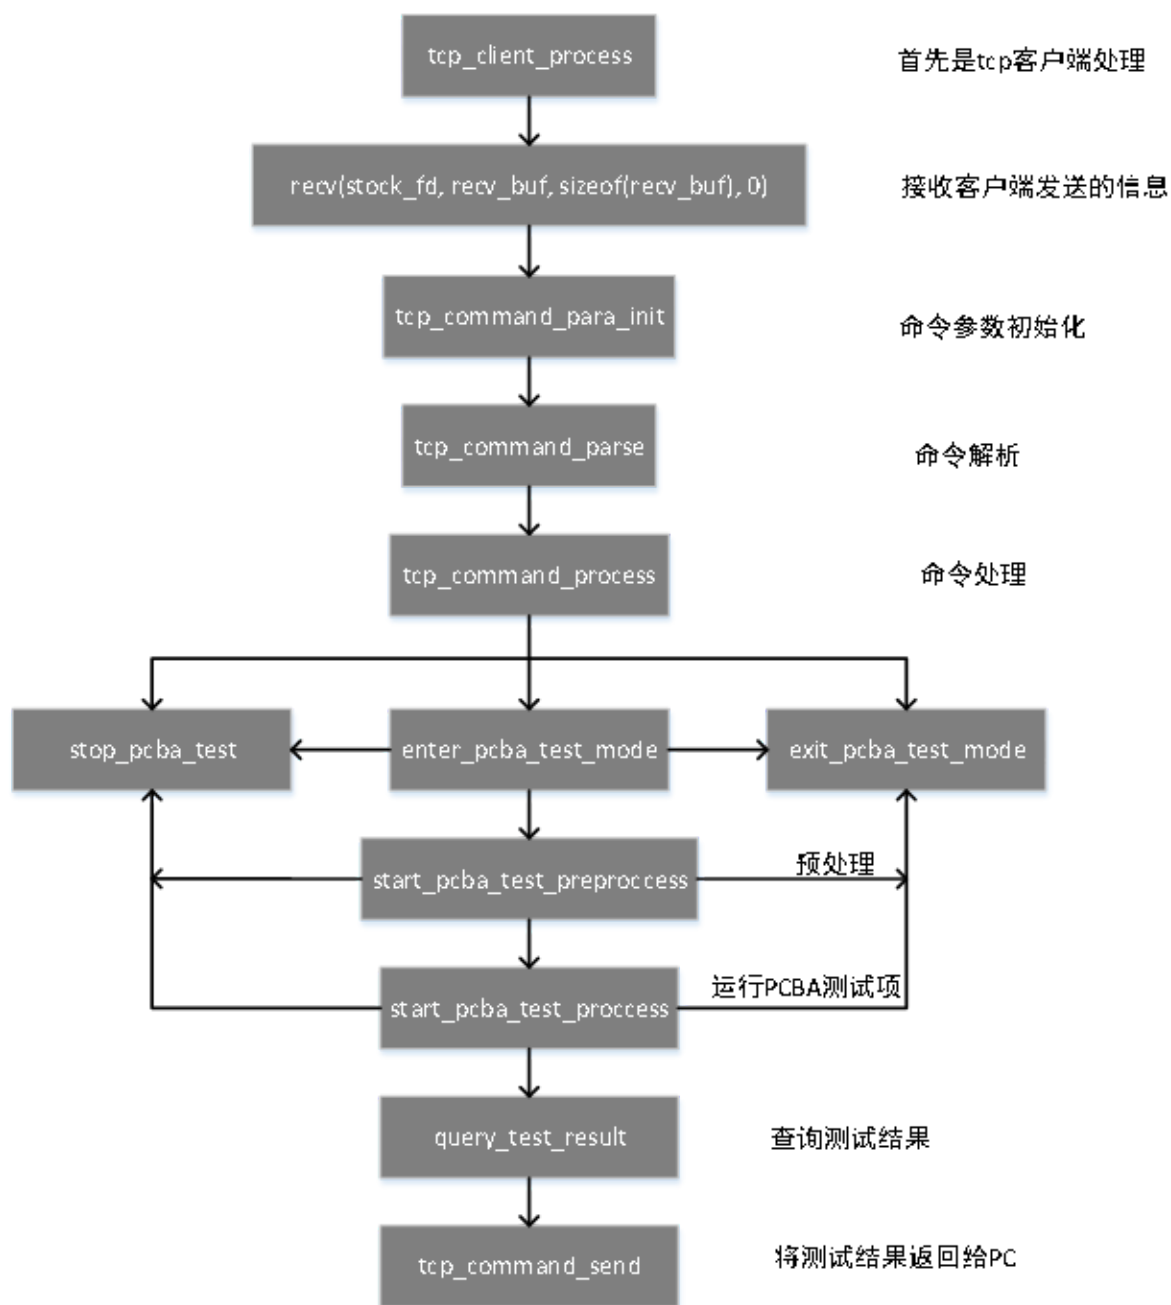 tcp_client_process
首先是tcp客户端处理
recv(stock_fd, recv_buf, sizeof(recv_buf), 0)
接收客户端发送的信息
tcp_command_para_init
命令参数初始化
tcp_command_parse
命令解析
tcp_command_process
命令处理
stop_pcba_test
enter_pcba_test_mode
exit_pcba_test_mode
预处理
start_pcba_test_preproccess
运行PCBA测试项
start_pcba_test_proccess
query_test_result
查询测试结果
tcp_command_send
将测试结果返回给PC